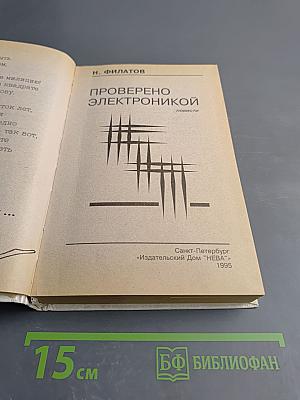 Н. ФИЛАТОВ
ПРОВЕРЕНО
ЭЛЕКТРОНИКОЙ
повести
Санкт-Петербург
«Издательский Дом "НЕВА"»
1995
15 см
БФ БИБЛИОФАН